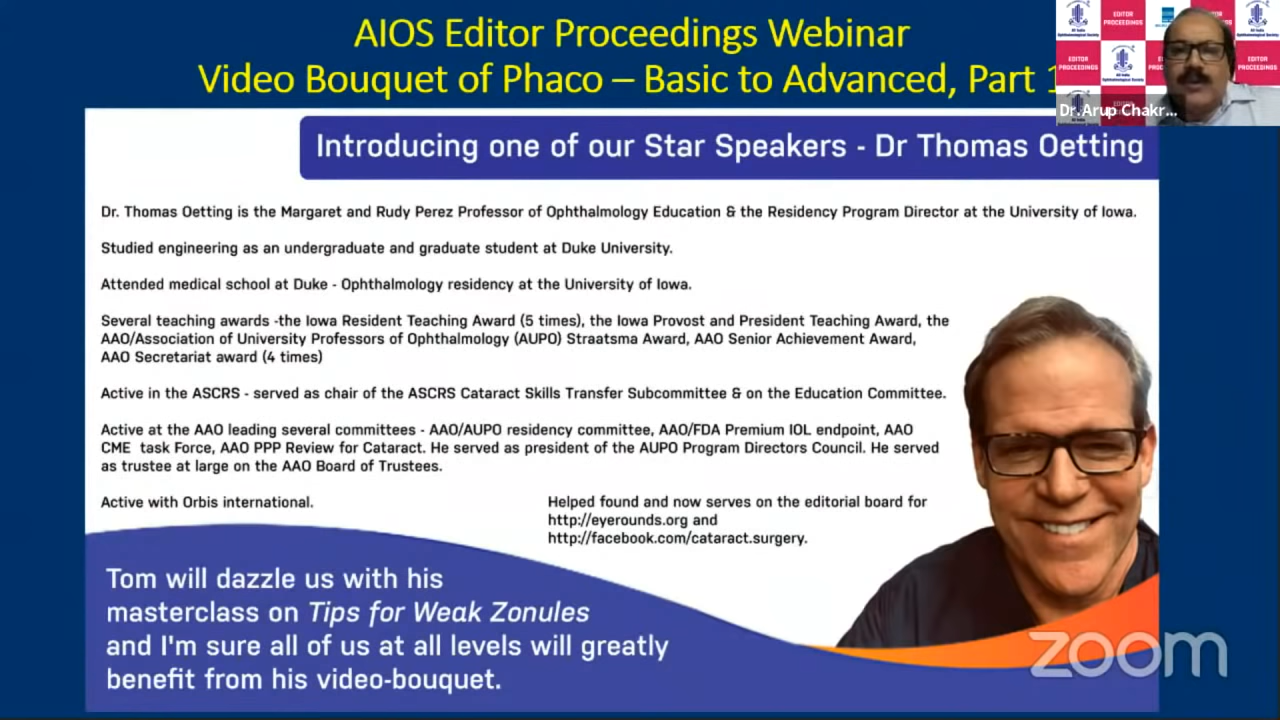 AIOS Editor Proceedings Webinar
Video Bouquet of Phaco – Basic to Advanced, Part 1
Introducing one of our Star Speakers - Dr Thomas Oetting
Dr. Thomas Oetting is the Margaret and Rudy Perez Professor of Ophthalmology Education & the Residency Program Director at the University of Iowa.
Studied engineering as an undergraduate and graduate student at Duke University.
Attended medical school at Duke - Ophthalmology residency at the University of Iowa.
Several teaching awards -the Iowa Resident Teaching Award (5 times), the Iowa Provost and President Teaching Award, the
AAO/Association of University Professors of Ophthalmology (AUPO) Straatsma Award, AAO Senior Achievement Award,
AAO Secretariat award (4 times)
Active in the ASCRS - served as chair of the ASCRS Cataract Skills Transfer Subcommittee & on the Education Committee.
Active at the AAO leading several committees - AAO/AUPO residency committee, AAO/FDA Premium IOL endpoint, AAO
CME task Force, AAO PPP Review for Cataract. He served as president of the AUPO Program Directors Council. He served
as trustee at large on the AAO Board of Trustees.
Active with Orbis international.
Helped found and now serves on the editorial board for
http://eyerounds.org and
http://facebook.com/cataract.surgery.
Tom will dazzle us with his
masterclass on Tips for Weak Zonules
and I'm sure all of us at all levels will greatly
benefit from his video-bouquet.
EDITOR
PROCEEDINGS
All India
Ophthalmological Society
EDITOR
PROCEEDINGS
EDITOR
PROCEEDINGS
Dr.Arup Chakr...
zoom